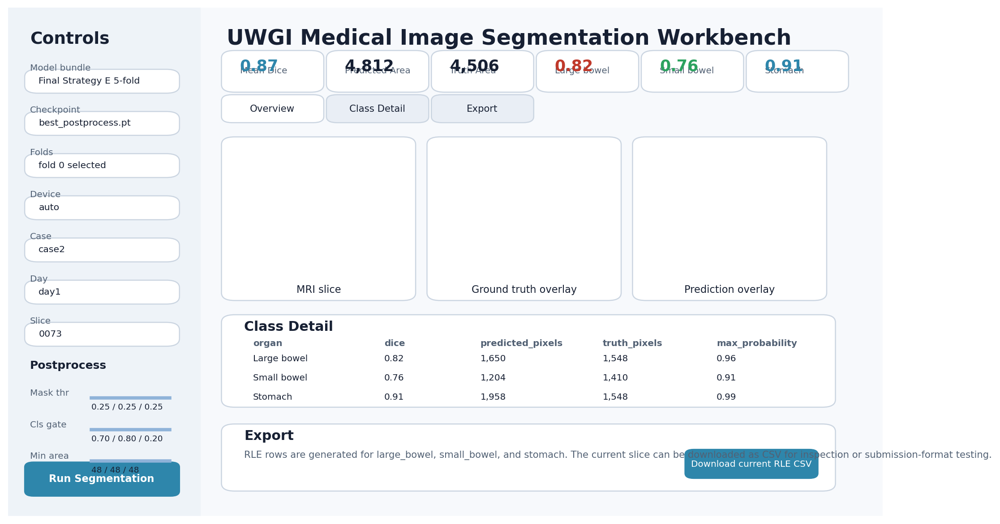 Controls
Model bundle
Final Strategy E 5-fold
Checkpoint
best_postprocess.pt
Folds
fold 0 selected
Device
auto
Case
case2
Day
day1
Slice
0073
Postprocess
Mask thr
0.25 / 0.25 / 0.25
Cls gate
0.70 / 0.80 / 0.20
Min area
48 / 48 / 48
Run Segmentation
UWGI Medical Image Segmentation Workbench
0.87
Mean Dice
4,812
Predicted Area
4,506
Truth Area
0.82
Large bowel
0.76
Small bowel
0.91
Stomach
Overview
Class Detail
Export
MRI slice
Ground truth overlay
Prediction overlay
Class Detail
organ dice predicted_pixels truth_pixels max_probability
Large bowel 0.82 1,650 1,548 0.96
Small bowel 0.76 1,204 1,410 0.91
Stomach 0.91 1,958 1,548 0.99
Export
RLE rows are generated for large_bowel, small_bowel, and stomach. The current slice can be downloaded as CSV for inspection or submission-format testing.
Download current RLE CSV